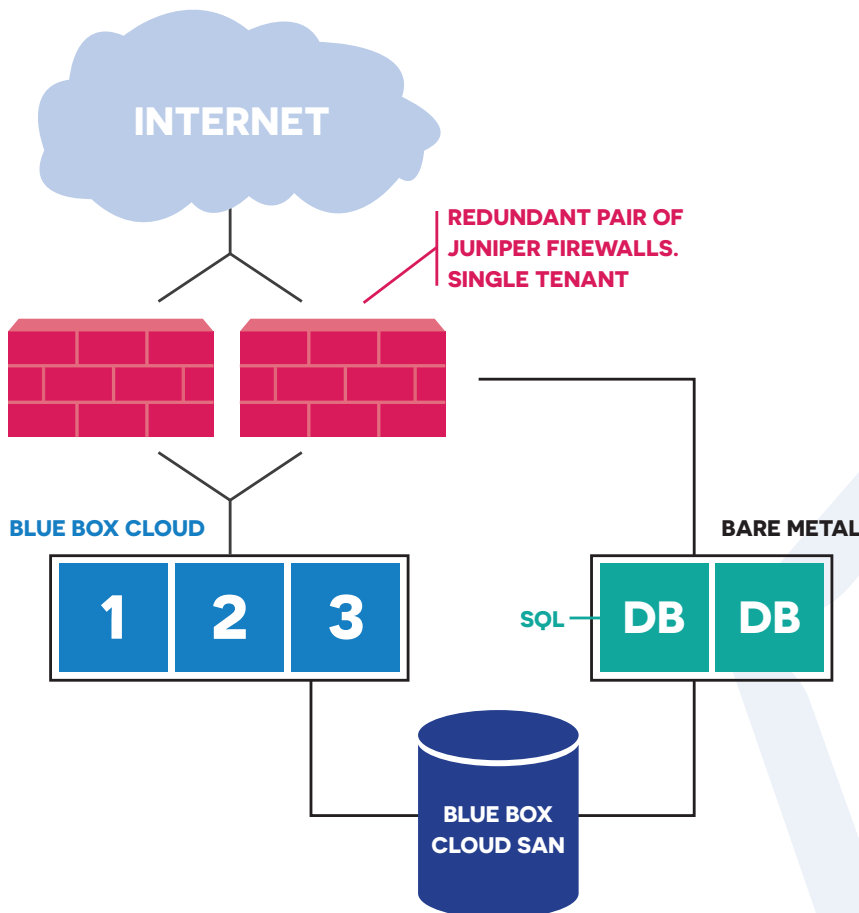 INTERNET
REDUNDANT PAIR OF
JUNIPER FIREWALLS.
SINGLE TENANT
BLUE BOX CLOUD
BARE METAL
1 2 3
SQL
DB DB
BLUE BOX
CLOUD SAN